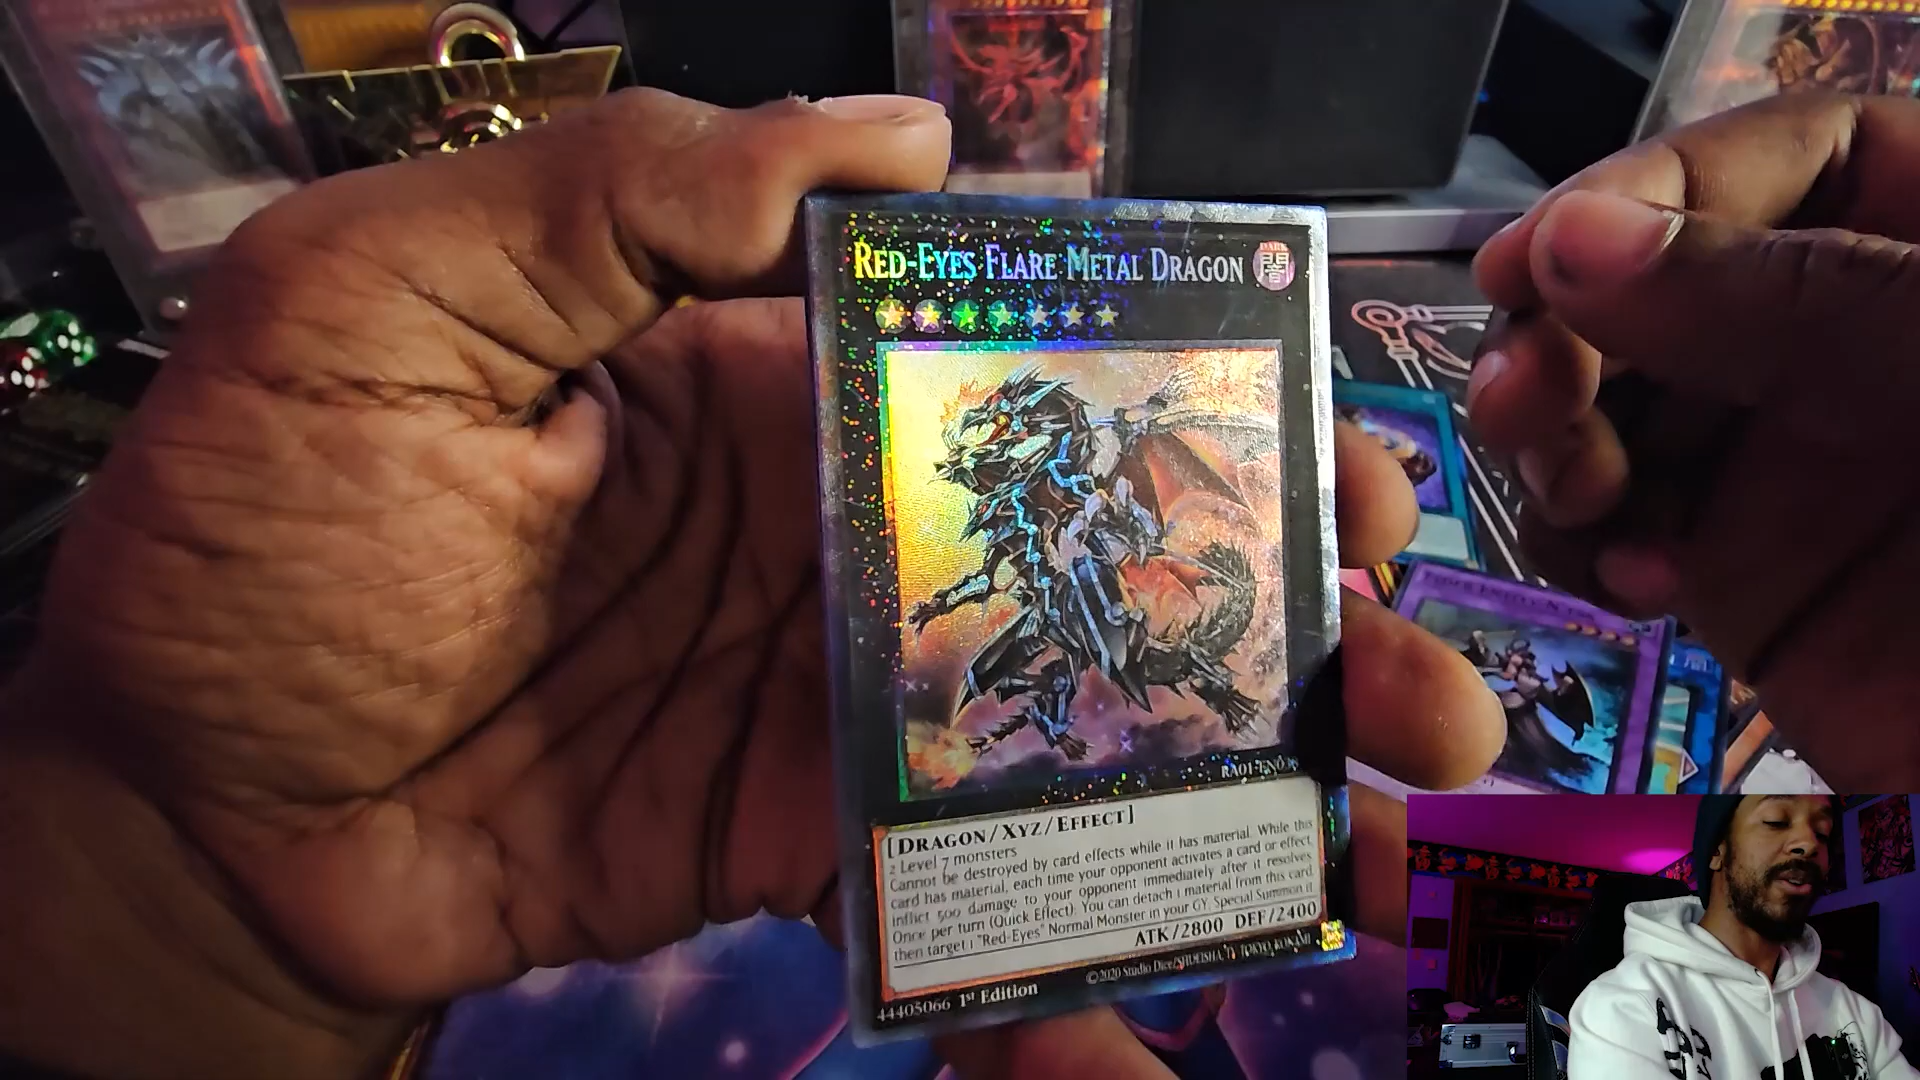 RED-EYES FLARE METAL DRAGON
DARK
闇
RA01-EN0
[DRAGON/XYZ/EFFECT]
2 Level 7 monsters
Cannot be destroyed by card effects while it has material. While this
card has material, each time your opponent activates a card or effect,
inflict 500 damage to your opponent immediately after it resolves.
Once per turn (Quick Effect): You can detach 1 material from this card,
then target 1 "Red-Eyes" Normal Monster in your GY; Special Summon it.
ATK/2800 DEF/2400
44405066 1st Edition
©2020 Studio Dice/SHUEISHA, TV TOKYO, KONAMI